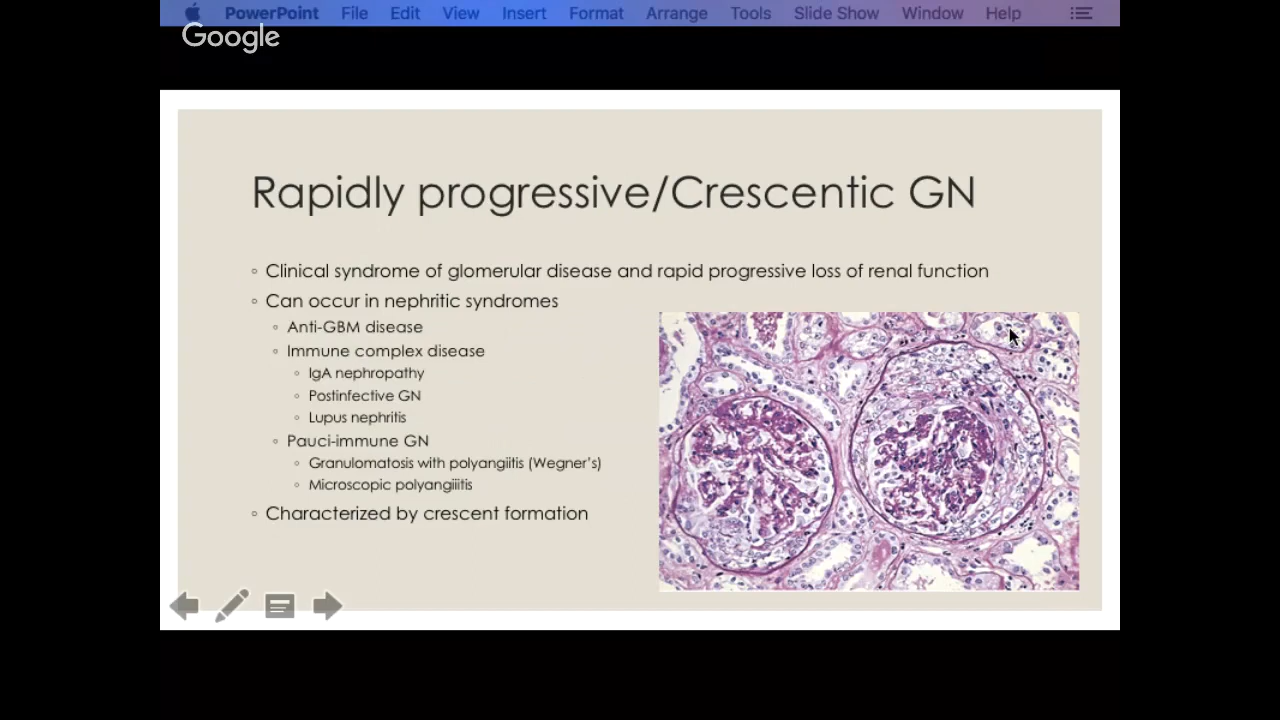 PowerPoint File Edit View Insert Format Arrange Tools Slide Show Window Help
Google
Rapidly progressive/Crescentic GN
◦ Clinical syndrome of glomerular disease and rapid progressive loss of renal function
◦ Can occur in nephritic syndromes
◦ Anti-GBM disease
◦ Immune complex disease
◦ IgA nephropathy
◦ Postinfective GN
◦ Lupus nephritis
◦ Pauci-immune GN
◦ Granulomatosis with polyangiitis (Wegner's)
◦ Microscopic polyangiiitis
◦ Characterized by crescent formation